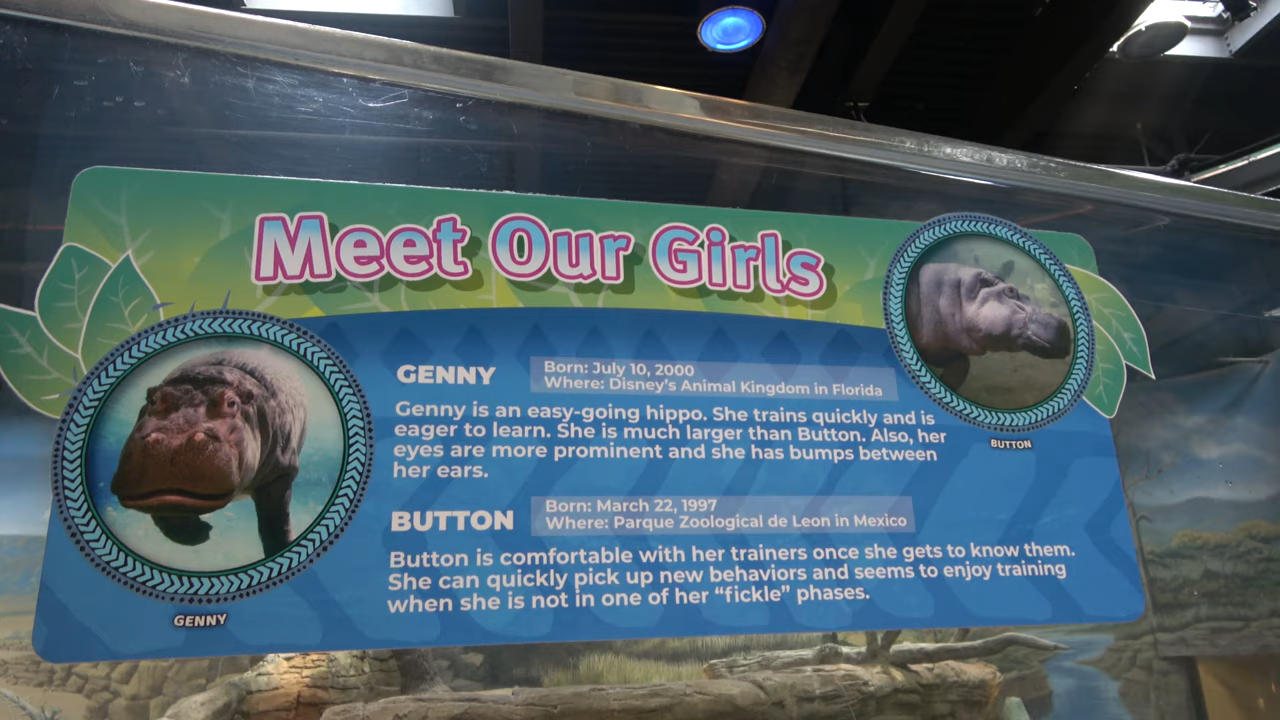 Meet Our Girls
GENNY
Born: July 10, 2000
Where: Disney's Animal Kingdom in Florida
Genny is an easy-going hippo. She trains quickly and is
eager to learn. She is much larger than Button. Also, her
eyes are more prominent and she has bumps between
her ears.
BUTTON
BUTTON
Born: March 22, 1997
Where: Parque Zoological de Leon in Mexico
Button is comfortable with her trainers once she gets to know them.
She can quickly pick up new behaviors and seems to enjoy training
when she is not in one of her “fickle” phases.
GENNY